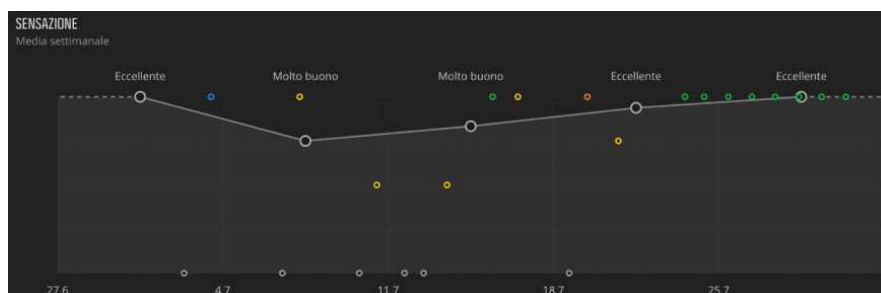 SENSAZIONE
Media settimanale
Eccellente Molto buono Molto buono Eccellente Eccellente
27.6 4.7 11.7 18.7 25.7